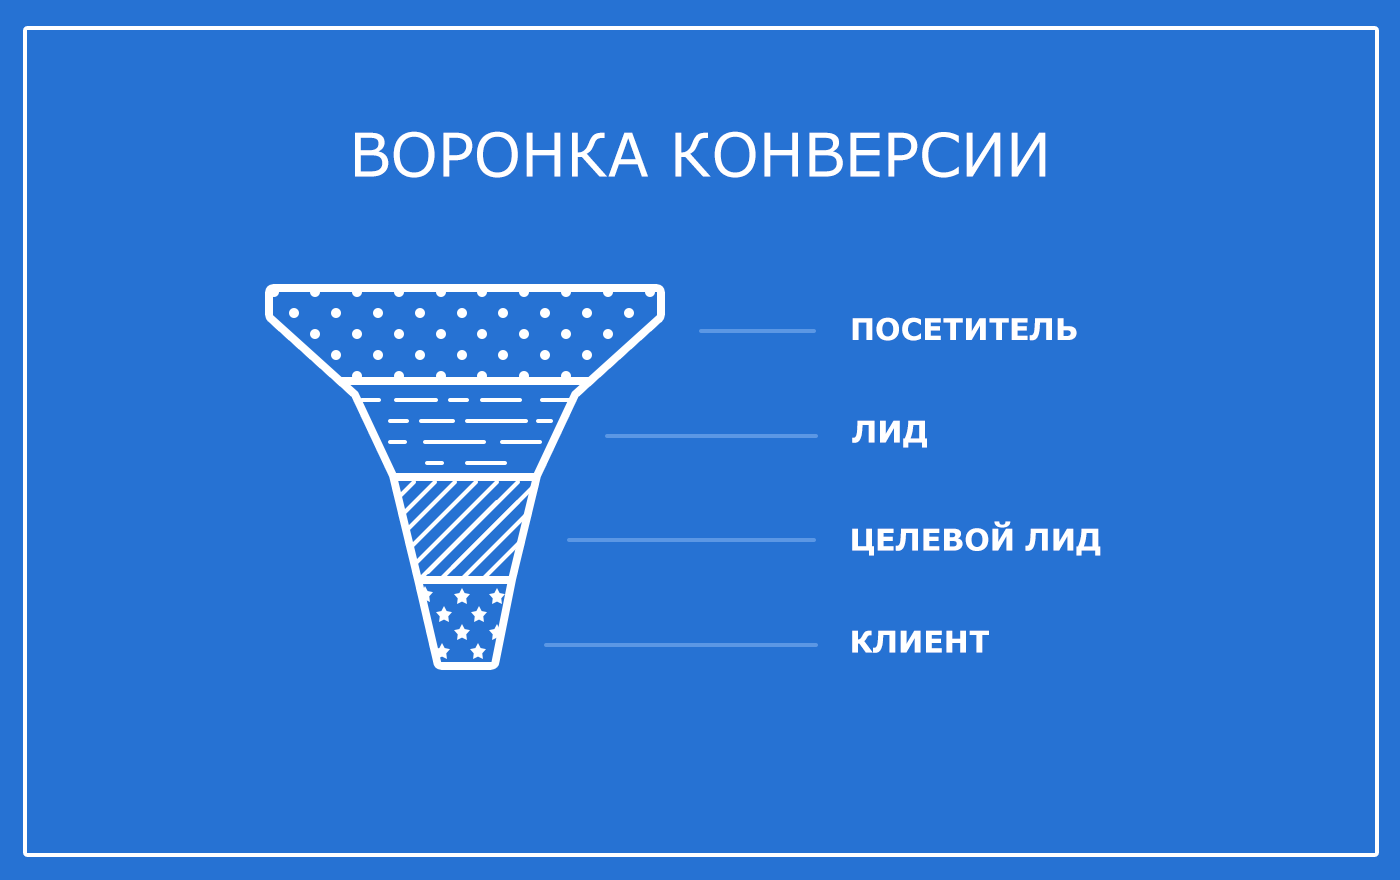 ВОРОНКА КОНВЕРСИИ
ПОСЕТИТЕЛЬ
ЛИД
ЦЕЛЕВОЙ ЛИД
КЛИЕНТ